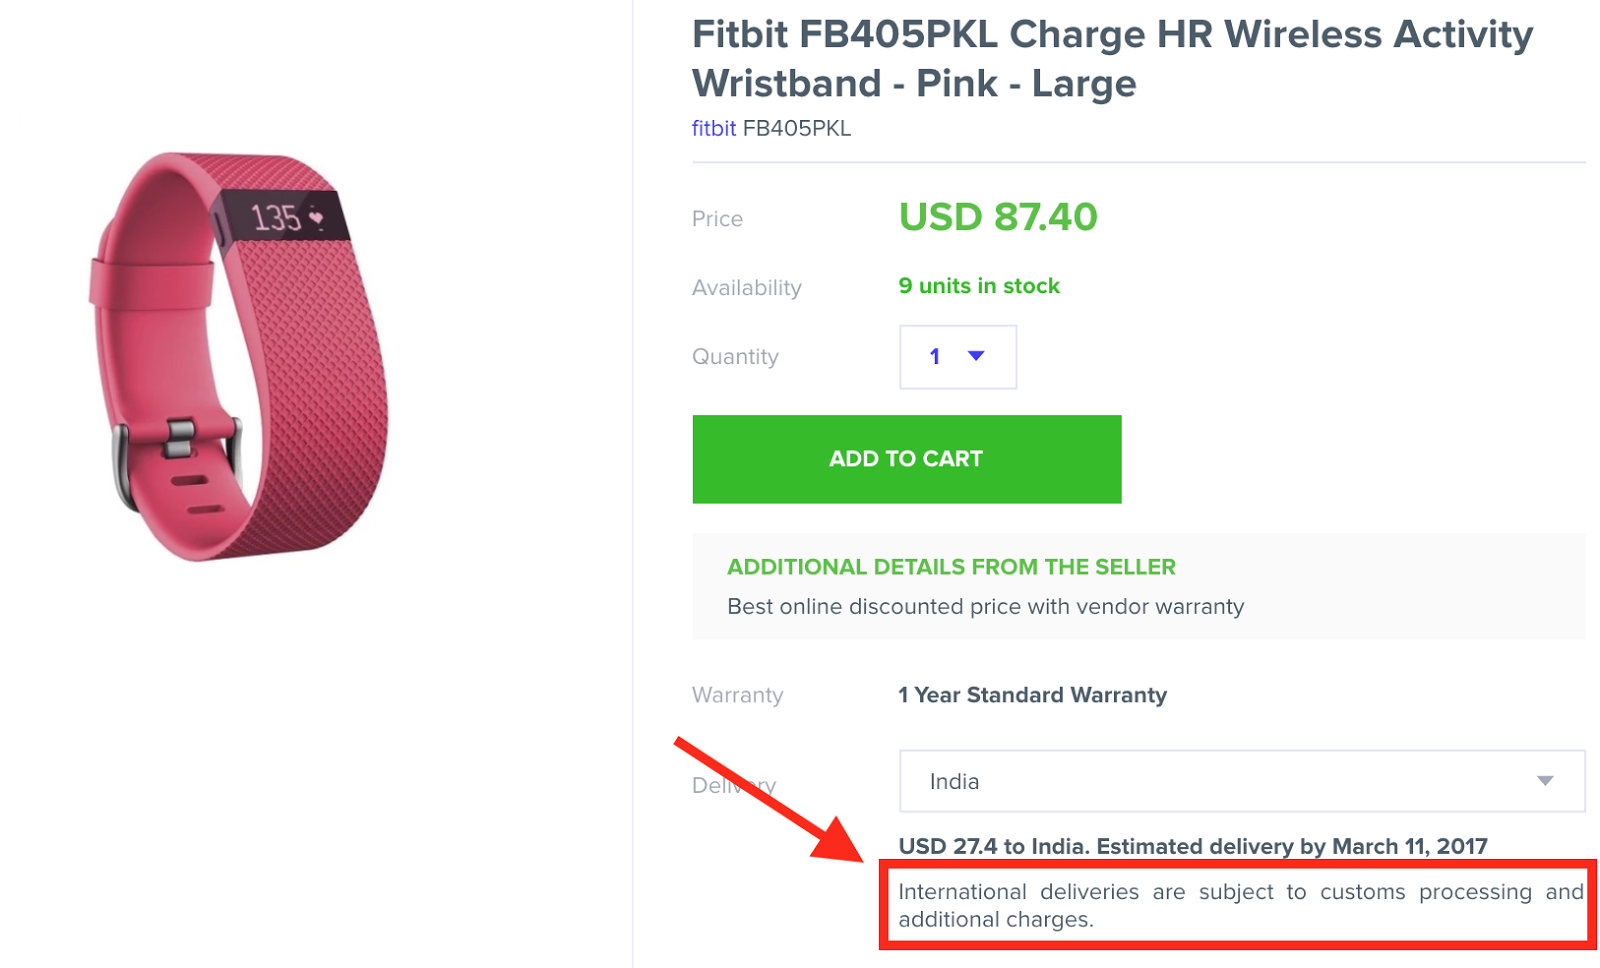 Fitbit FB405PKL Charge HR Wireless Activity
Wristband - Pink - Large
fitbit FB405PKL
135
Price USD 87.40
Availability 9 units in stock
Quantity 1
ADD TO CART
ADDITIONAL DETAILS FROM THE SELLER
Best online discounted price with vendor warranty
Warranty 1 Year Standard Warranty
Delivery India
USD 27.4 to India. Estimated delivery by March 11, 2017
International deliveries are subject to customs processing and
additional charges.